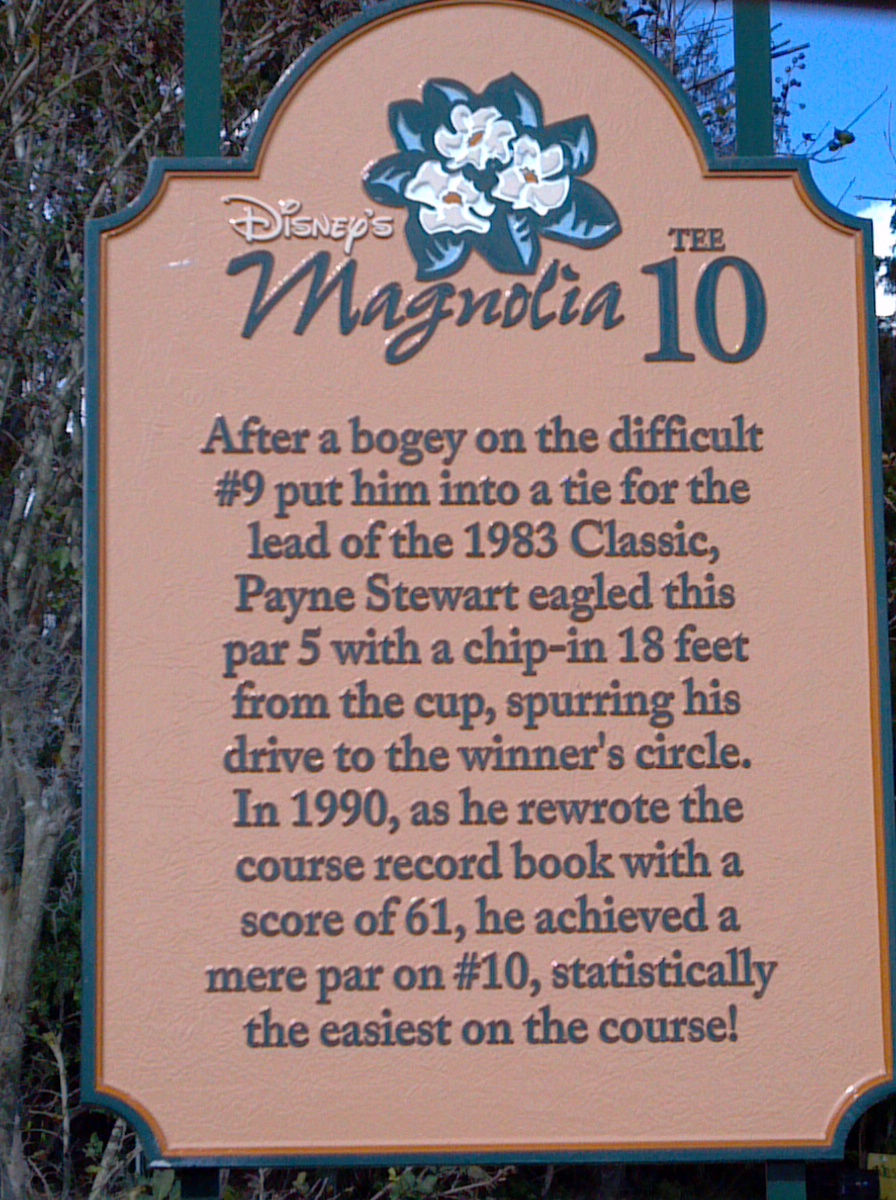 Disney's
Magnolia
TEE
10
After a bogey on the difficult
#9 put him into a tie for the
lead of the 1983 Classic,
Payne Stewart eagled this
par 5 with a chip-in 18 feet
from the cup, spurring his
drive to the winner's circle.
In 1990, as he rewrote the
course record book with a
score of 61, he achieved a
mere par on #10, statistically
the easiest on the course!